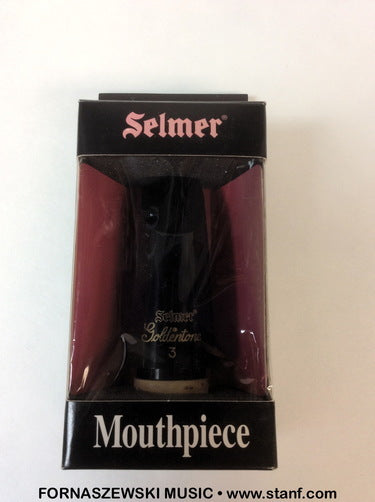 Selmer®
Selmer®
Goldentone
3
Mouthpiece
FORNASZEWSKI MUSIC • www.stanf.com